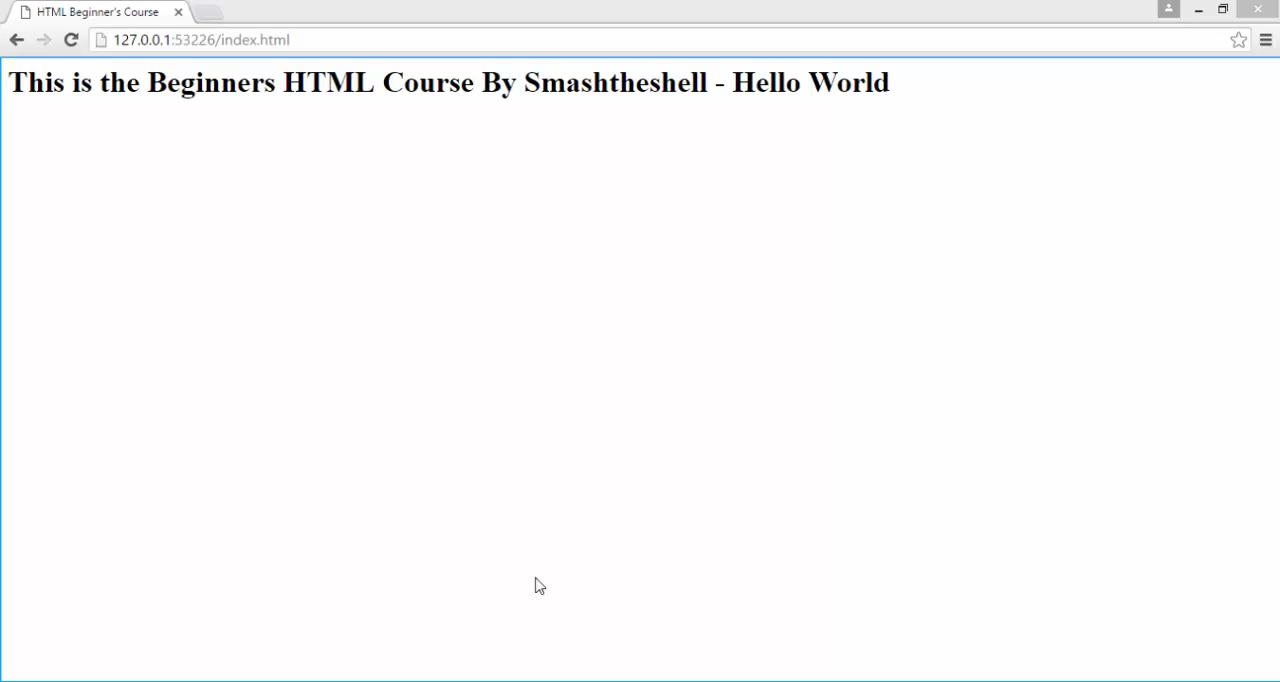 HTML Beginner's Course
127.0.0.1:53226/index.html
This is the Beginners HTML Course By Smashtheshell - Hello World